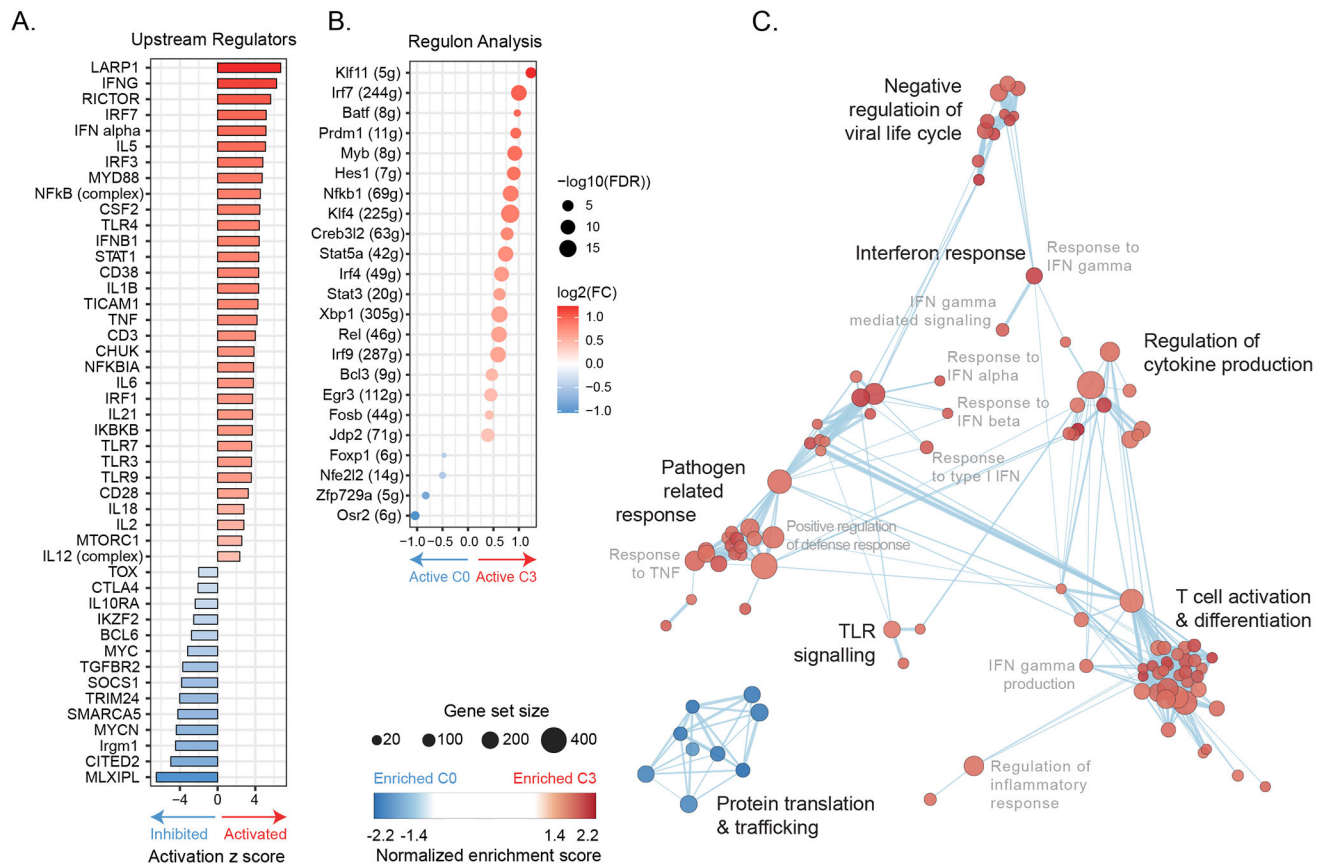 A.
Upstream Regulators
LARP1
IFNG
RICTOR
IRF7
IFN alpha
IL5
IRF3
MYD88
NFkB (complex)
CSF2
TLR4
IFNB1
STAT1
CD38
IL1B
TICAM1
TNF
CD3
CHUK
NFKBIA
IL6
IRF1
IL21
IKBKB
TLR7
TLR3
TLR9
CD28
IL18
IL2
MTORC1
IL12 (complex)
TOX
CTLA4
IL10RA
IKZF2
BCL6
MYC
TGFBR2
SOCS1
TRIM24
SMARCA5
MYCN
Irgm1
CITED2
MLXIPL
−4 0 4
Inhibited Activated
Activation z score
B.
Regulon Analysis
Klf11 (5g)
Irf7 (244g)
Batf (8g)
Prdm1 (11g)
Myb (8g)
Hes1 (7g)
Nfkb1 (69g)
Klf4 (225g)
Creb3l2 (63g)
Stat5a (42g)
Irf4 (49g)
Stat3 (20g)
Xbp1 (305g)
Rel (46g)
Irf9 (287g)
Bcl3 (9g)
Egr3 (112g)
Fosb (44g)
Jdp2 (71g)
Foxp1 (6g)
Nfe2l2 (14g)
Zfp729a (5g)
Osr2 (6g)
−1.0 −0.5 0.0 0.5 1.0
Active C0 Active C3
−log10(FDR))
5
10
15
log2(FC)
1.0
0.5
0.0
−0.5
−1.0
Gene set size
20 100 200 400
Enriched C0 Enriched C3
-2.2 -1.4 1.4 2.2
Normalized enrichment score
C.
Negative
regulatioin of
viral life cycle
Interferon response
Response to
IFN gamma
IFN gamma
mediated signaling
Regulation of
cytokine production
Response to
IFN alpha
Response to
IFN beta
Response
to type I IFN
Pathogen
related
response
Positive regulation
of defense response
Response
to TNF
T cell activation
& differentiation
TLR
signalling
IFN gamma
production
Regulation of
inflammatory
response
Protein translation
& trafficking